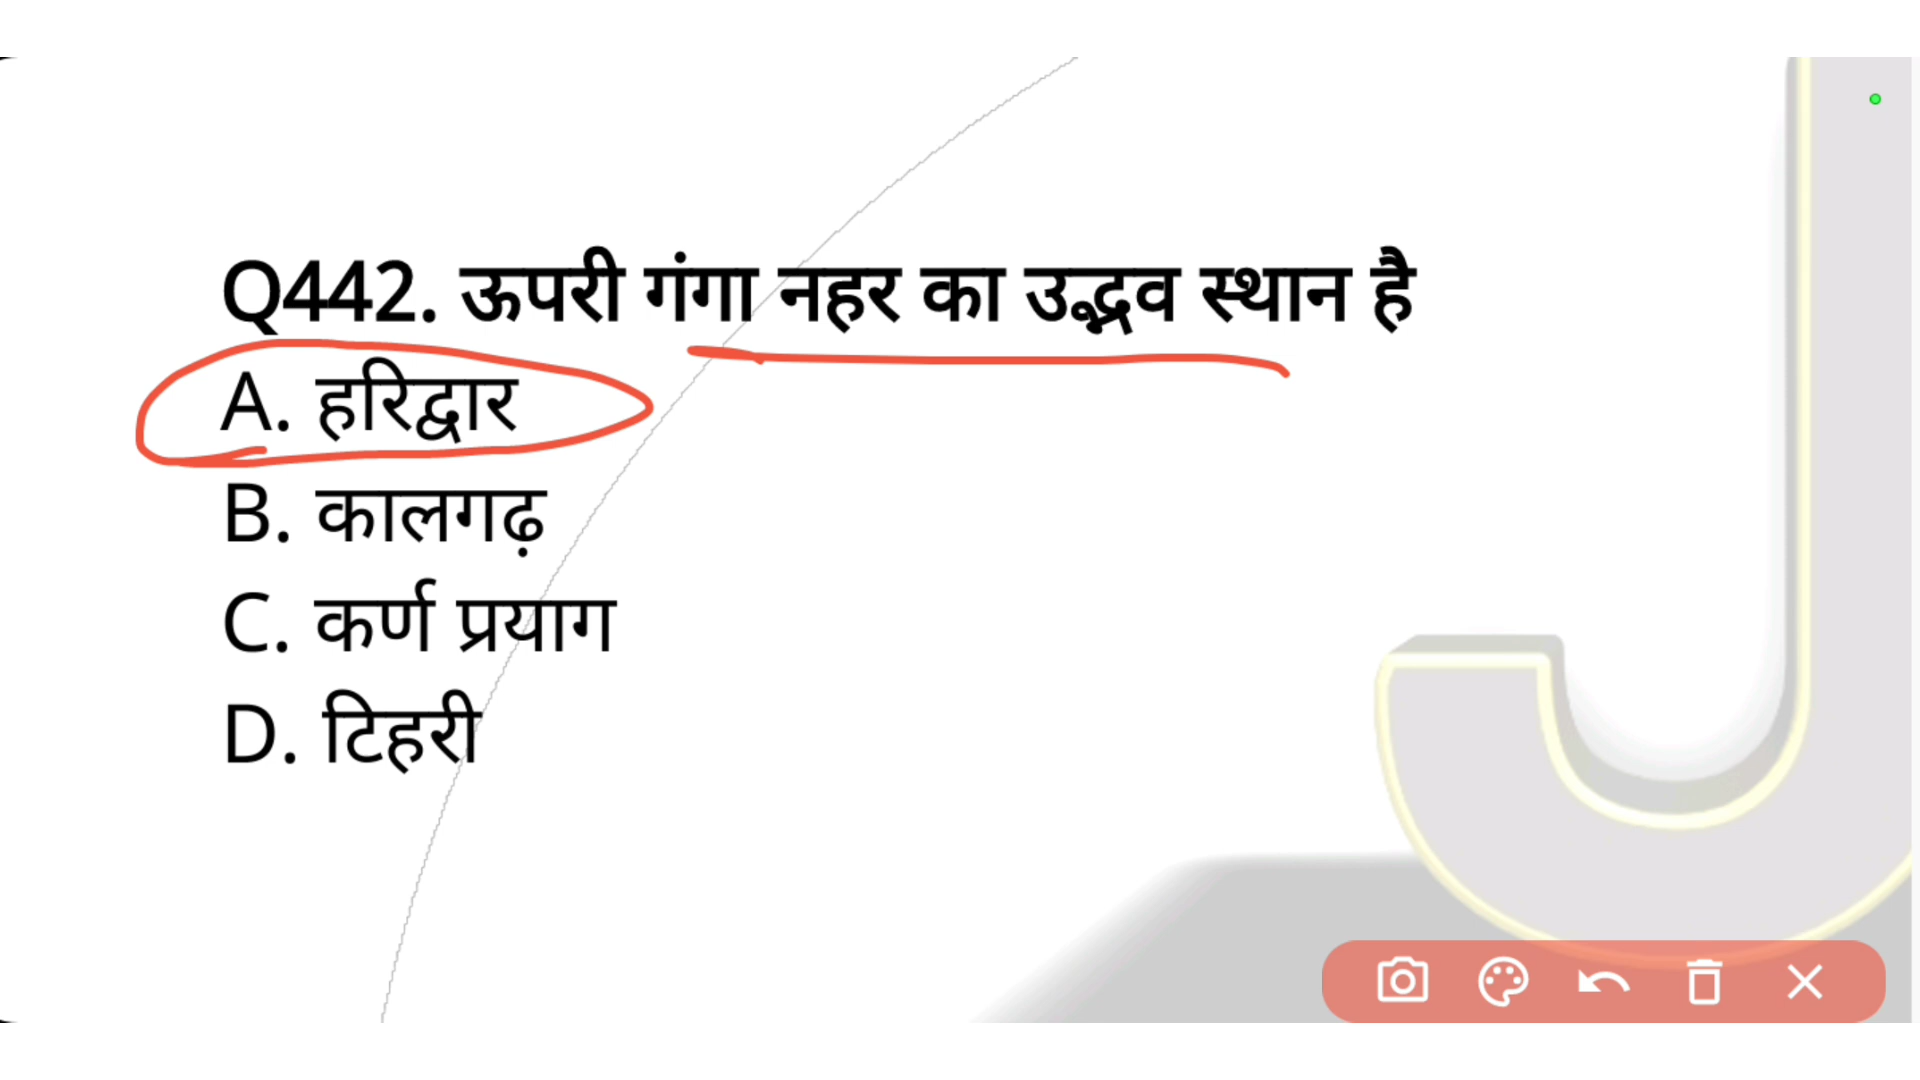 Q442. ऊपरी गंगा नहर का उद्भव स्थान है
A. हरिद्वार
B. कालगढ़
C. कर्ण प्रयाग
D. टिहरी